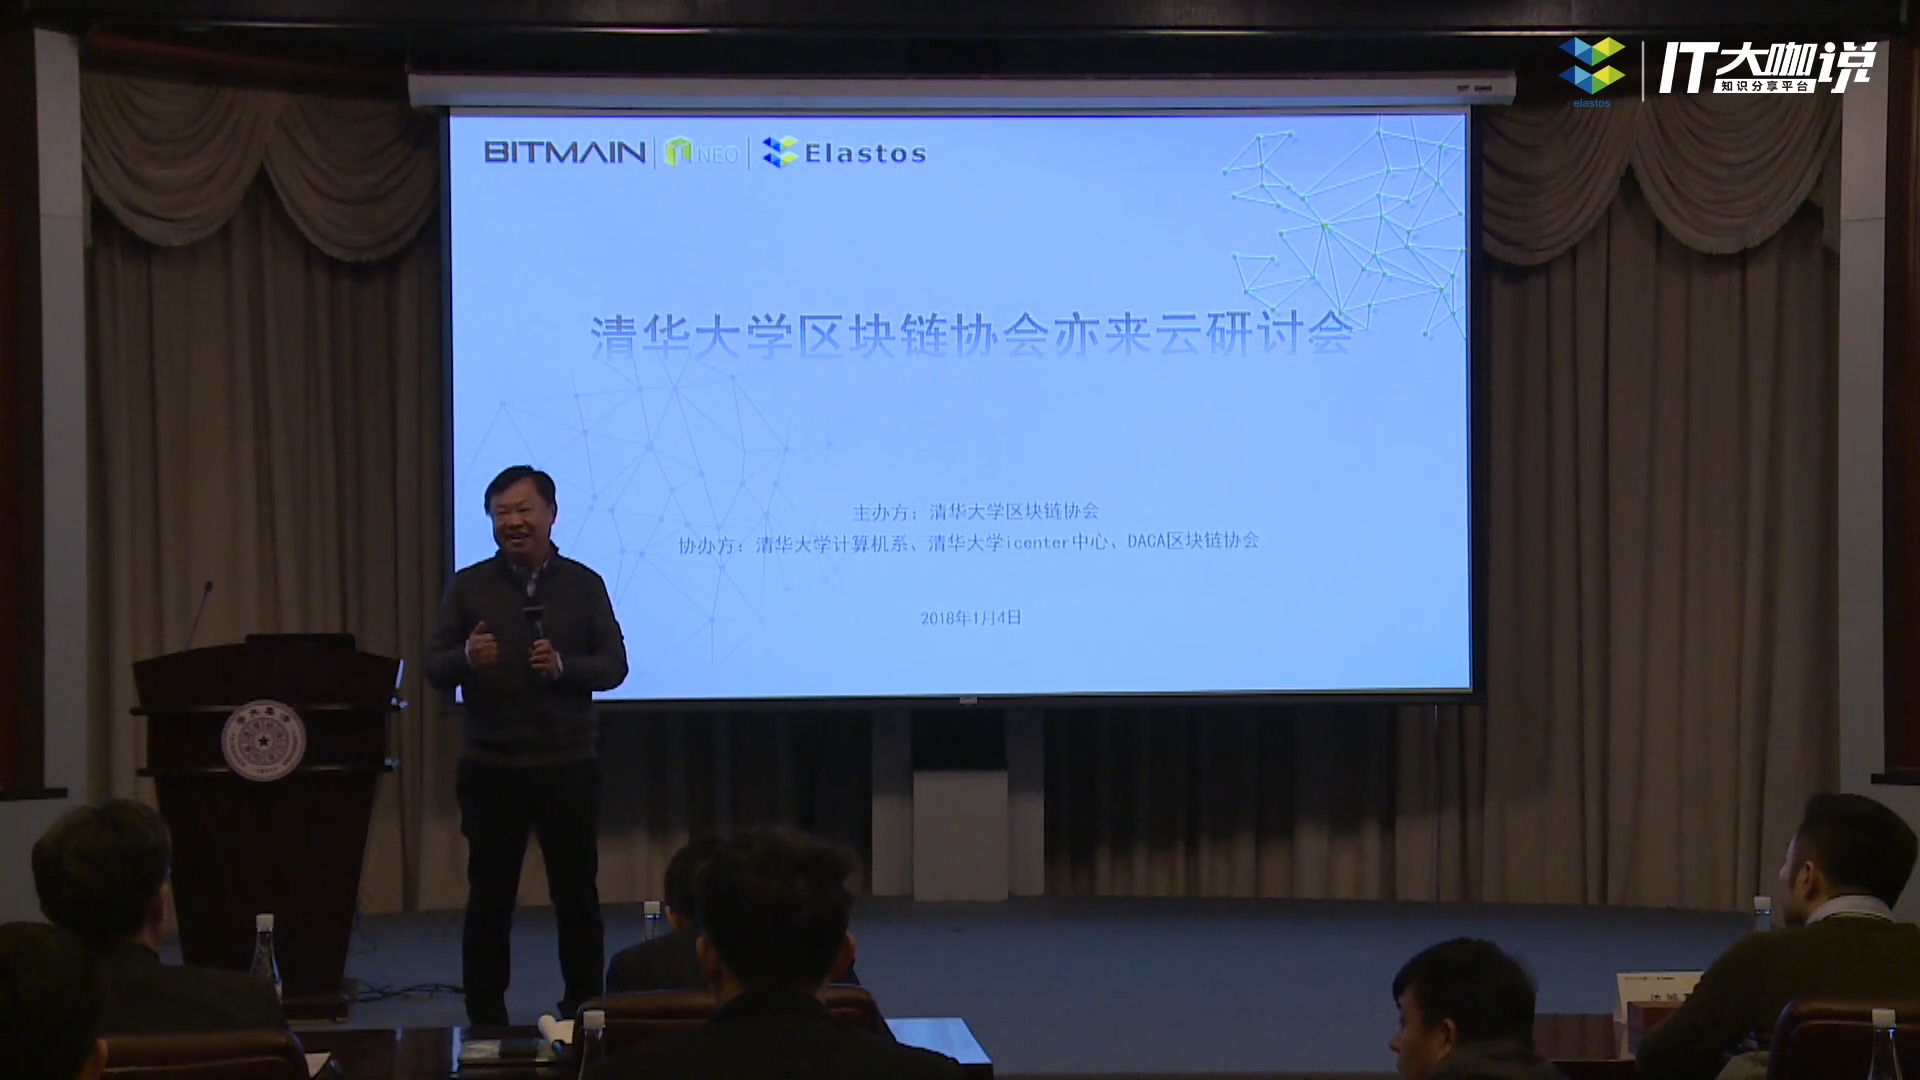 elastos
IT大咖说
知识分享平台
BITMAIN NEO Elastos
清华大学区块链协会亦来云研讨会
主办方：清华大学区块链协会
协办方：清华大学计算机系、清华大学icenter中心、DACA区块链协会
2018年1月4日